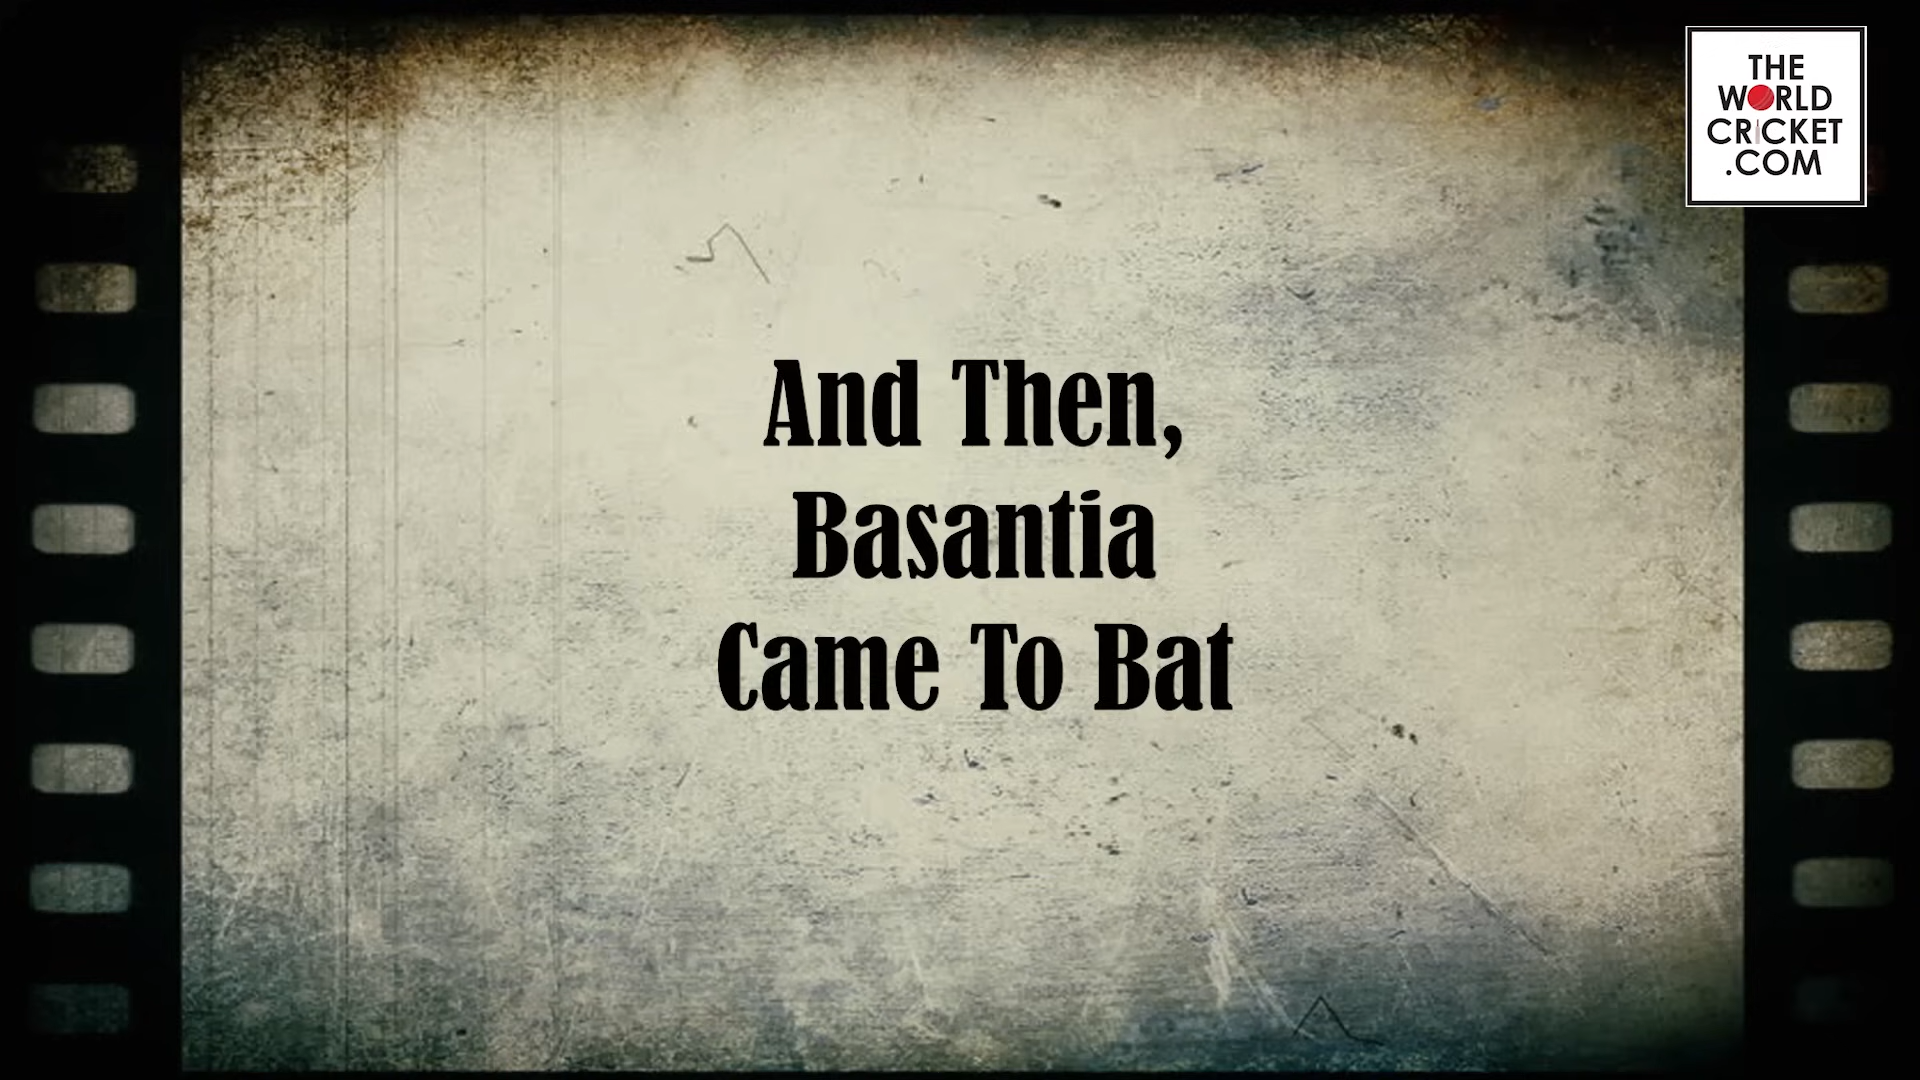 THE
WORLD
CRICKET
.COM
And Then,
Basantia
Came To Bat